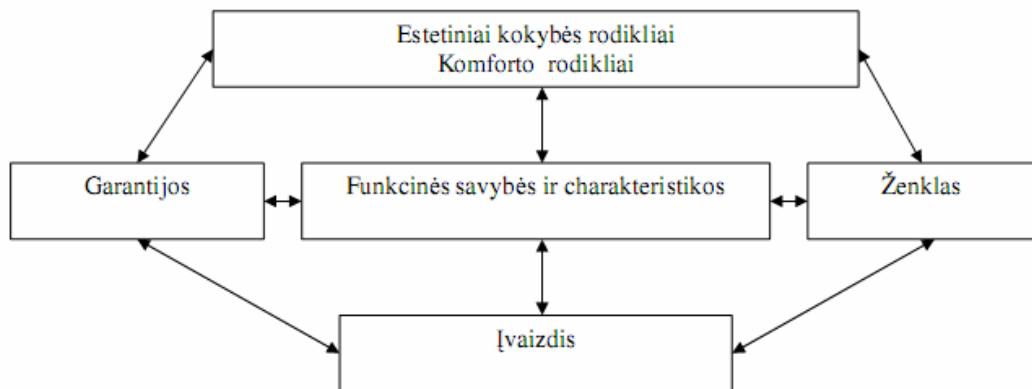 Estetiniai kokybės rodikliai
Komforto rodikliai
Garantijos
Funkcinės savybės ir charakteristikos
Ženklas
Įvaizdis